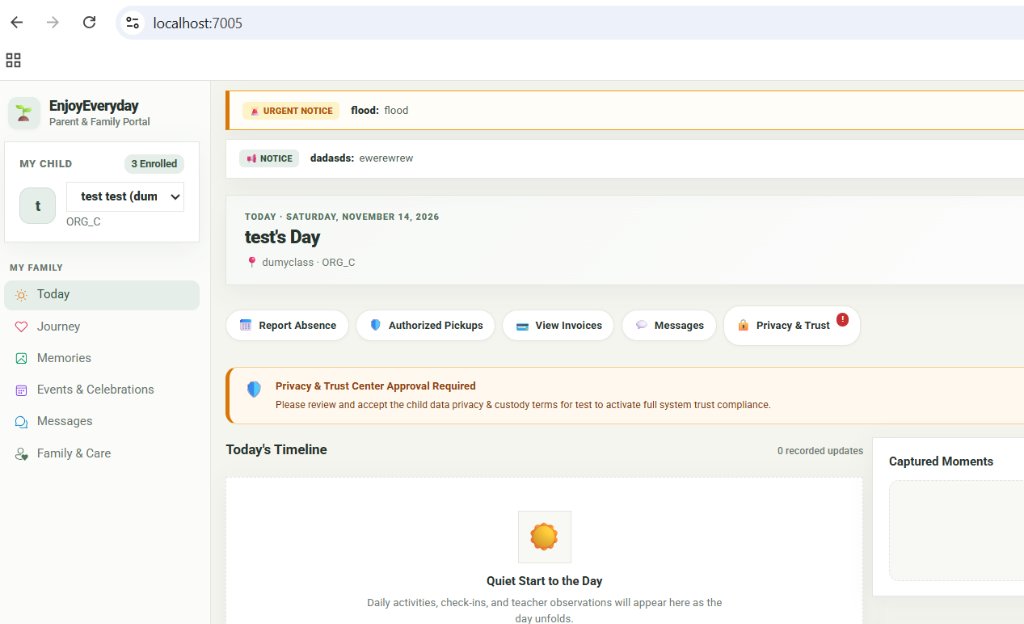 localhost:7005
EnjoyEveryday
Parent & Family Portal
MY CHILD
3 Enrolled
t
test test (dum
ORG_C
MY FAMILY
Today
Journey
Memories
Events & Celebrations
Messages
Family & Care
URGENT NOTICE flood: flood
NOTICE dadasds: ewerewrew
TODAY · SATURDAY, NOVEMBER 14, 2026
test's Day
dumyclass · ORG_C
Report Absence
Authorized Pickups
View Invoices
Messages
Privacy & Trust
!
Privacy & Trust Center Approval Required
Please review and accept the child data privacy & custody terms for test to activate full system trust compliance.
Today's Timeline
0 recorded updates
Quiet Start to the Day
Daily activities, check-ins, and teacher observations will appear here as the
day unfolds.
Captured Moments